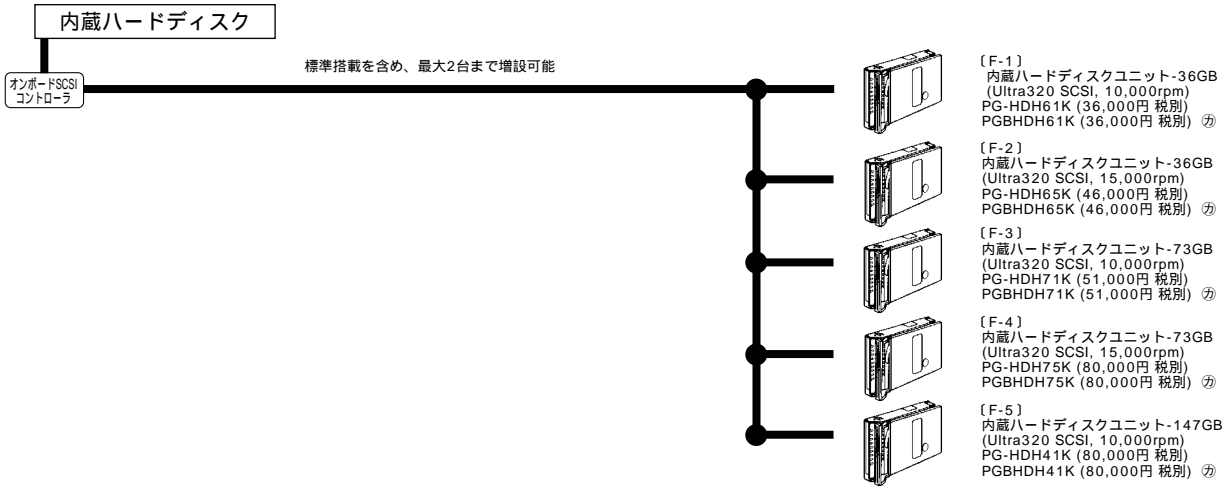 内蔵ハードディスク
オンボードSCSI
コントローラ
標準搭載を含め、最大2台まで増設可能
〔F-1〕
内蔵ハードディスクユニット-36GB
(Ultra320 SCSI, 10,000rpm)
PG-HDH61K (36,000円 税別)
PGBHDH61K (36,000円 税別) ㋕
〔F-2〕
内蔵ハードディスクユニット-36GB
(Ultra320 SCSI, 15,000rpm)
PG-HDH65K (46,000円 税別)
PGBHDH65K (46,000円 税別) ㋕
〔F-3〕
内蔵ハードディスクユニット-73GB
(Ultra320 SCSI, 10,000rpm)
PG-HDH71K (51,000円 税別)
PGBHDH71K (51,000円 税別) ㋕
〔F-4〕
内蔵ハードディスクユニット-73GB
(Ultra320 SCSI, 15,000rpm)
PG-HDH75K (80,000円 税別)
PGBHDH75K (80,000円 税別) ㋕
〔F-5〕
内蔵ハードディスクユニット-147GB
(Ultra320 SCSI, 10,000rpm)
PG-HDH41K (80,000円 税別)
PGBHDH41K (80,000円 税別) ㋕